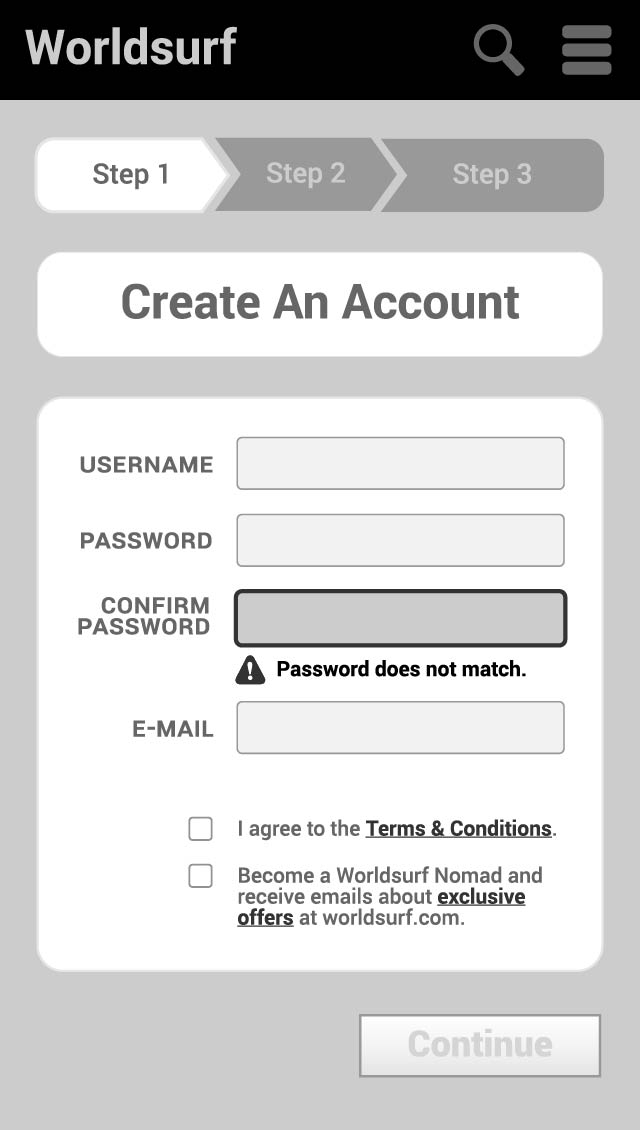 Worldsurf
Step 1 Step 2 Step 3
Create An Account
USERNAME
PASSWORD
CONFIRM
PASSWORD
Password does not match.
E-MAIL
I agree to the Terms & Conditions.
Become a Worldsurf Nomad and
receive emails about exclusive
offers at worldsurf.com.
Continue